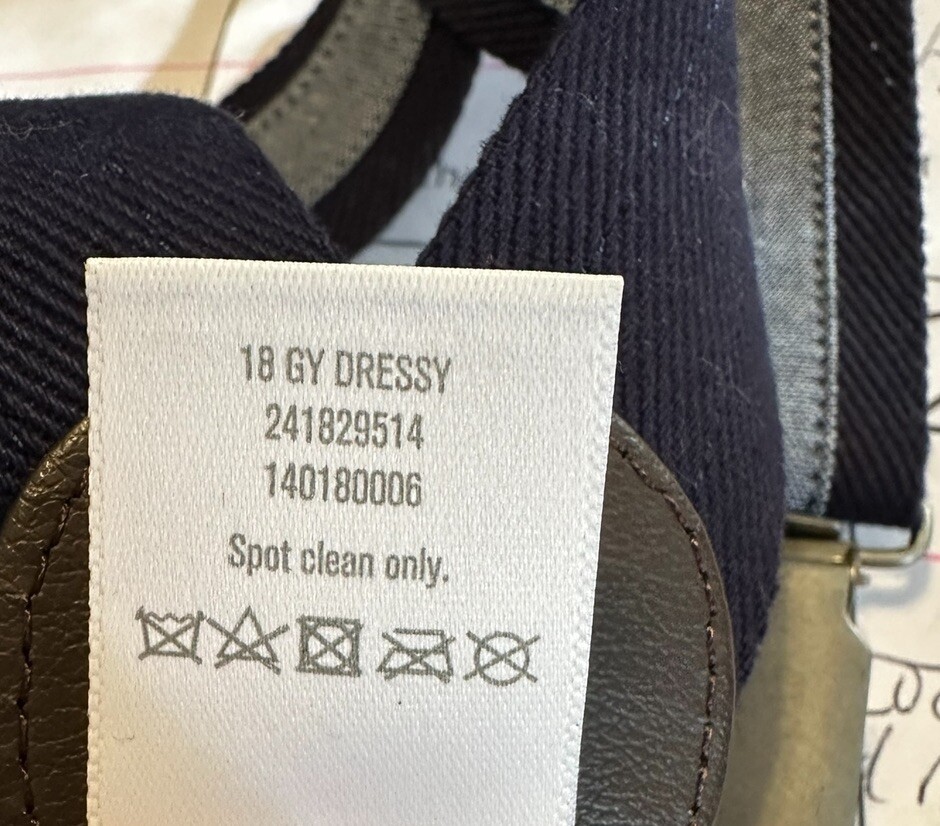 18 GY DRESSY
241829514
140180006
Spot clean only.